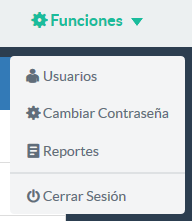 Funciones
Usuarios
Cambiar Contraseña
Reportes
Cerrar Sesión